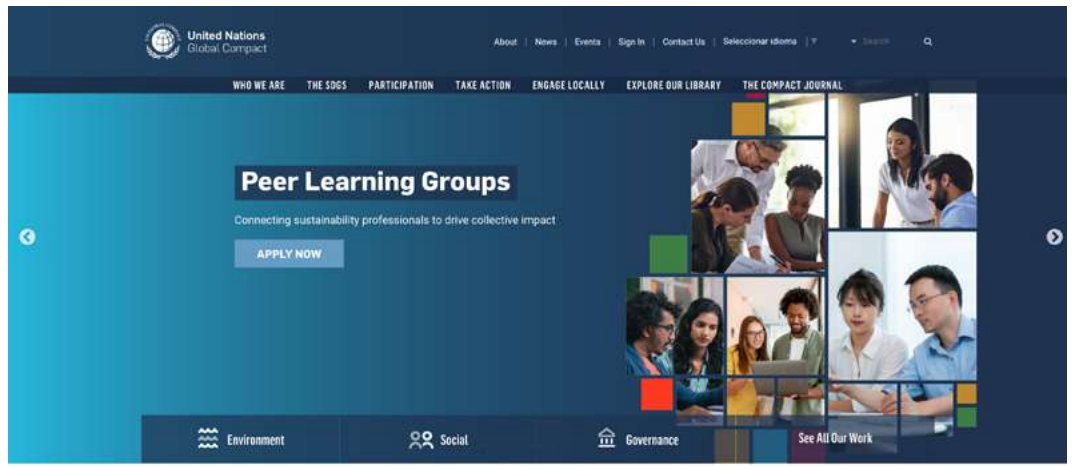 United Nations
Global Compact
About | News | Events | Sign In | Contact Us | Seleccionar idioma | ▼ Search
WHO WE ARE THE SDGS PARTICIPATION TAKE ACTION ENGAGE LOCALLY EXPLORE OUR LIBRARY THE COMPACT JOURNAL
Peer Learning Groups
Connecting sustainability professionals to drive collective impact
APPLY NOW
Environment Social Governance See All Our Work